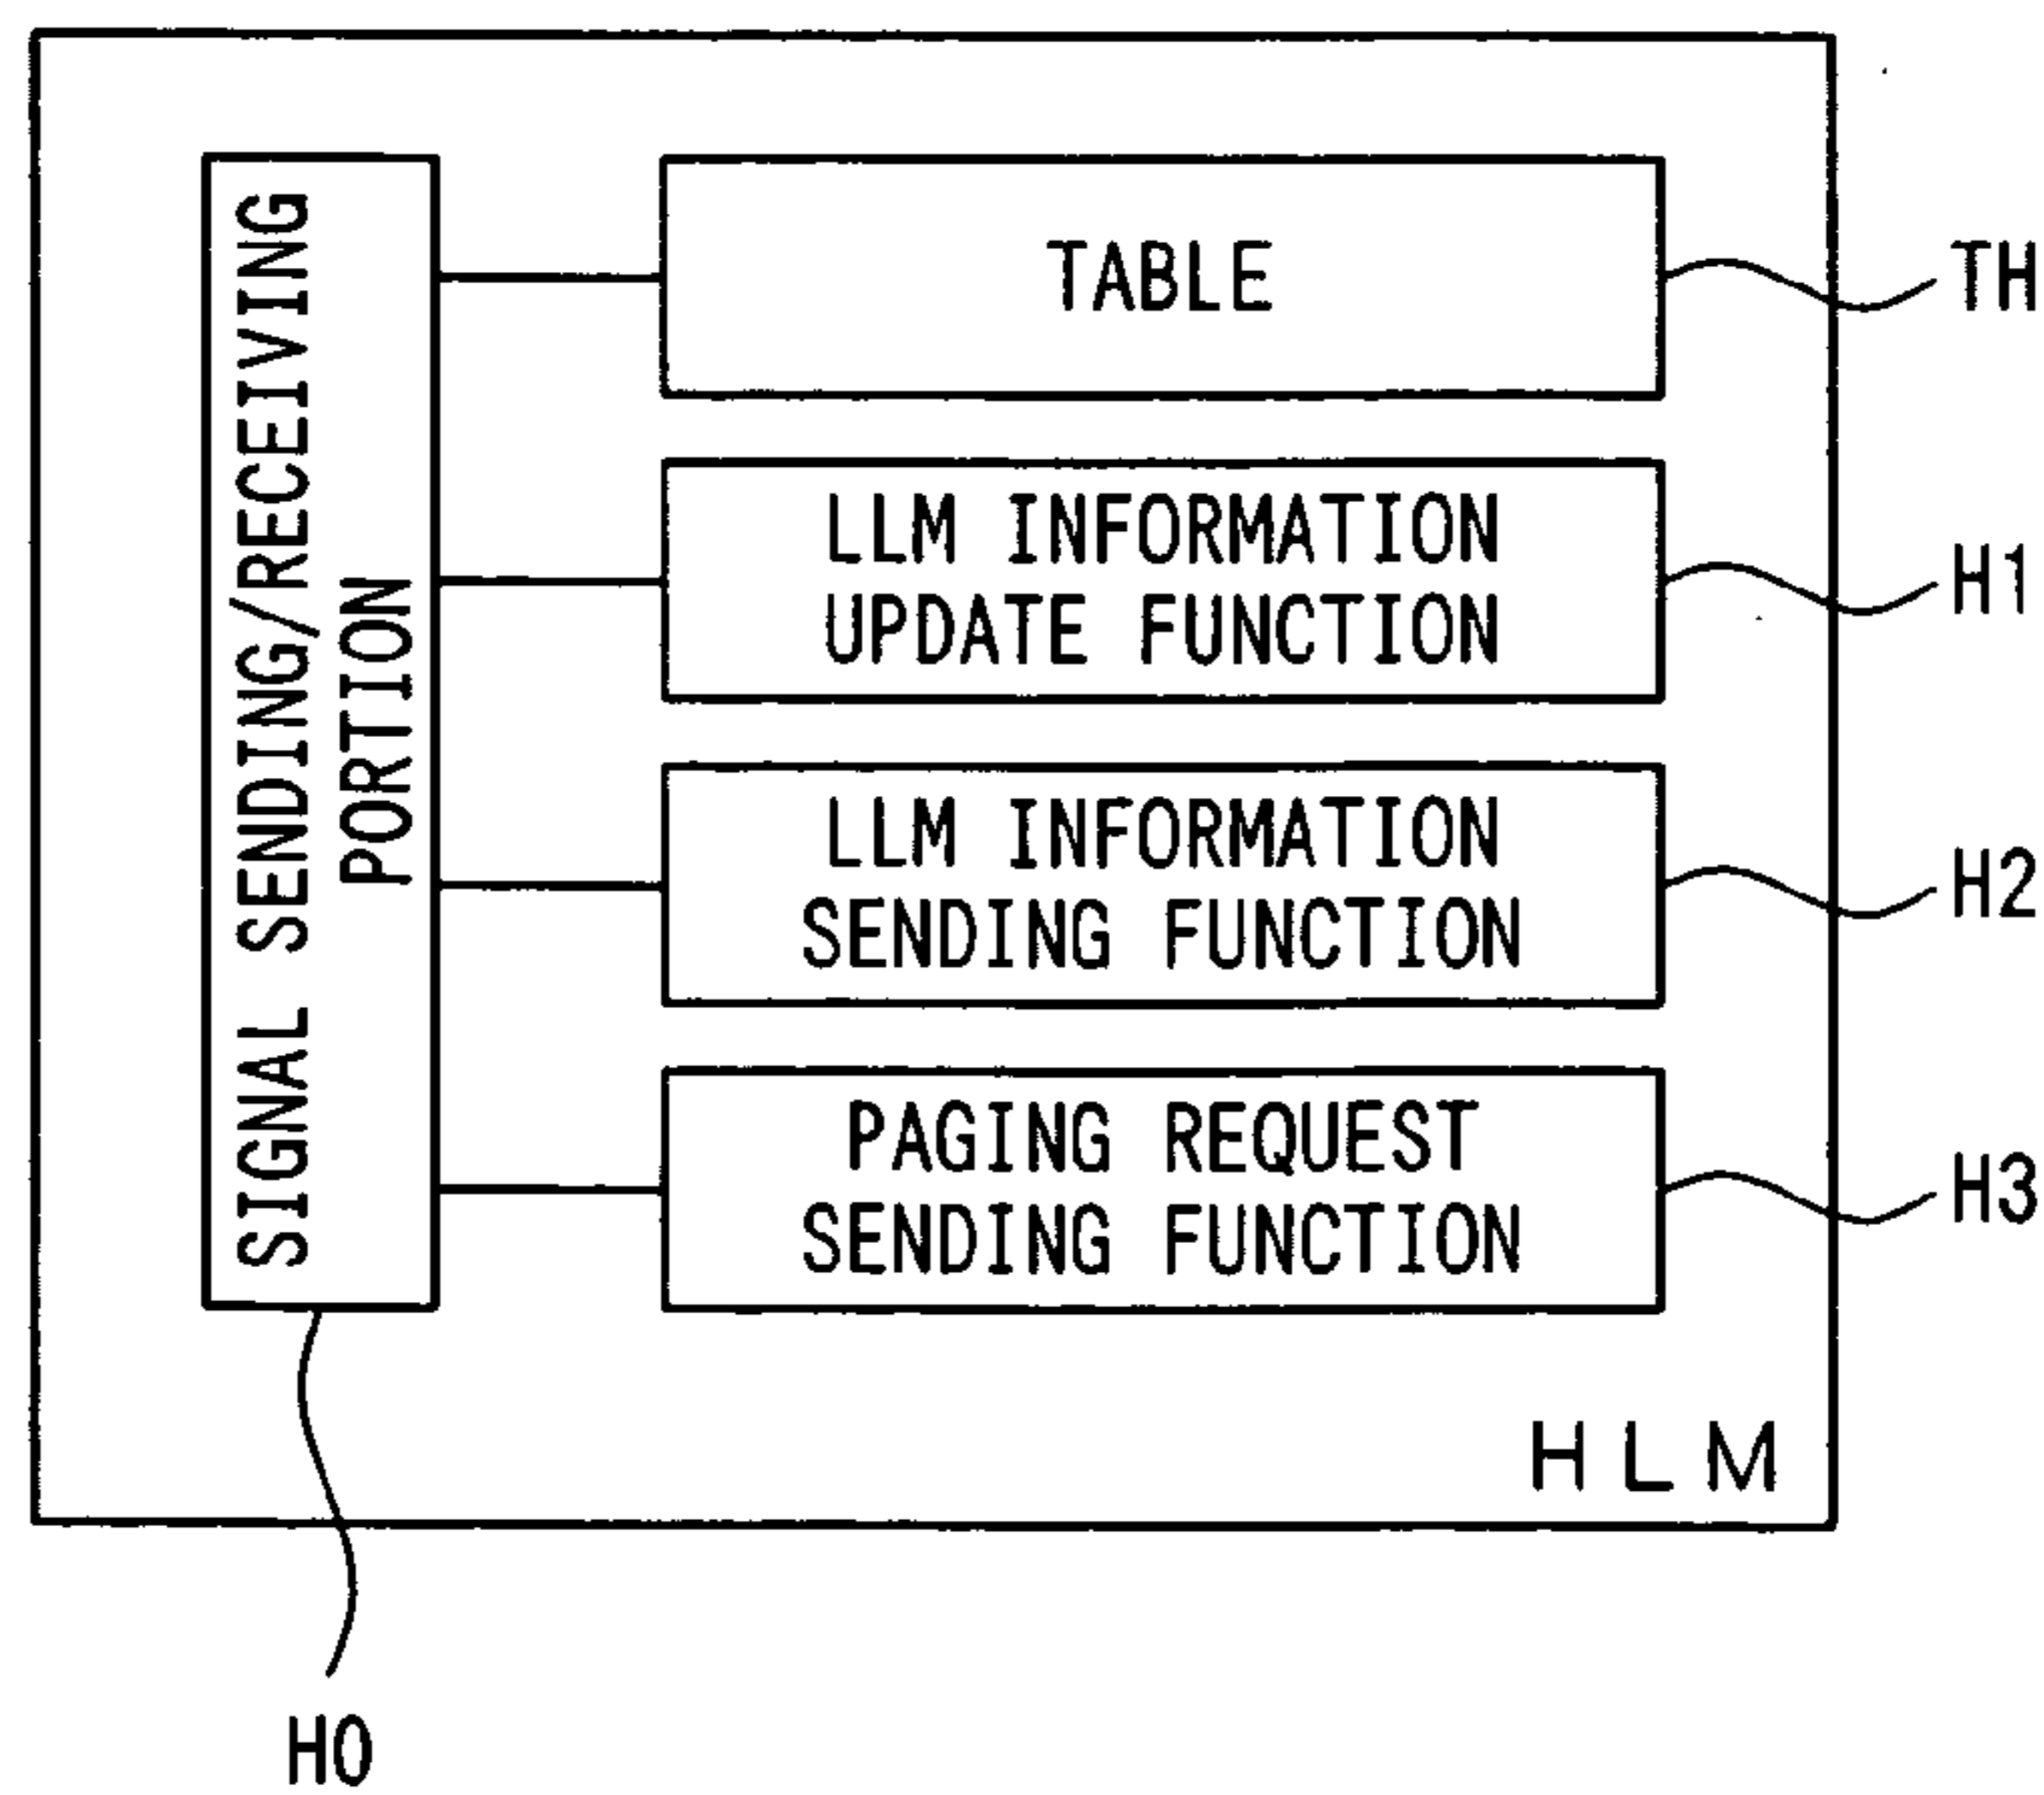 SIGNAL SENDING/RECEIVING
PORTION
TABLE
TH
LLM INFORMATION
UPDATE FUNCTION
H1
LLM INFORMATION
SENDING FUNCTION
H2
PAGING REQUEST
SENDING FUNCTION
H3
HLM
H0